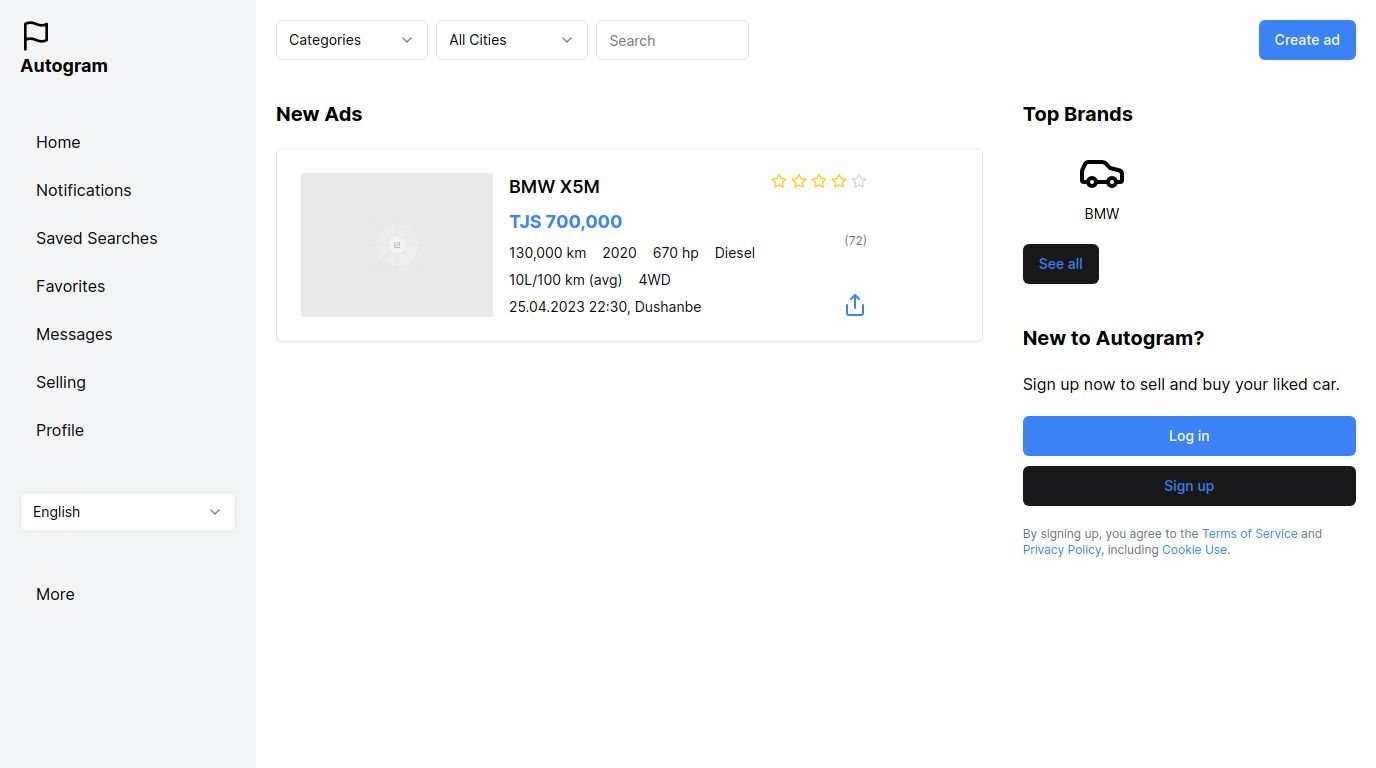 Autogram
Home
Notifications
Saved Searches
Favorites
Messages
Selling
Profile
English
More
Categories
All Cities
Search
Create ad
New Ads
BMW X5M
TJS 700,000
130,000 km 2020 670 hp Diesel
10L/100 km (avg) 4WD
25.04.2023 22:30, Dushanbe
(72)
Top Brands
BMW
See all
New to Autogram?
Sign up now to sell and buy your liked car.
Log in
Sign up
By signing up, you agree to the Terms of Service and
Privacy Policy, including Cookie Use.